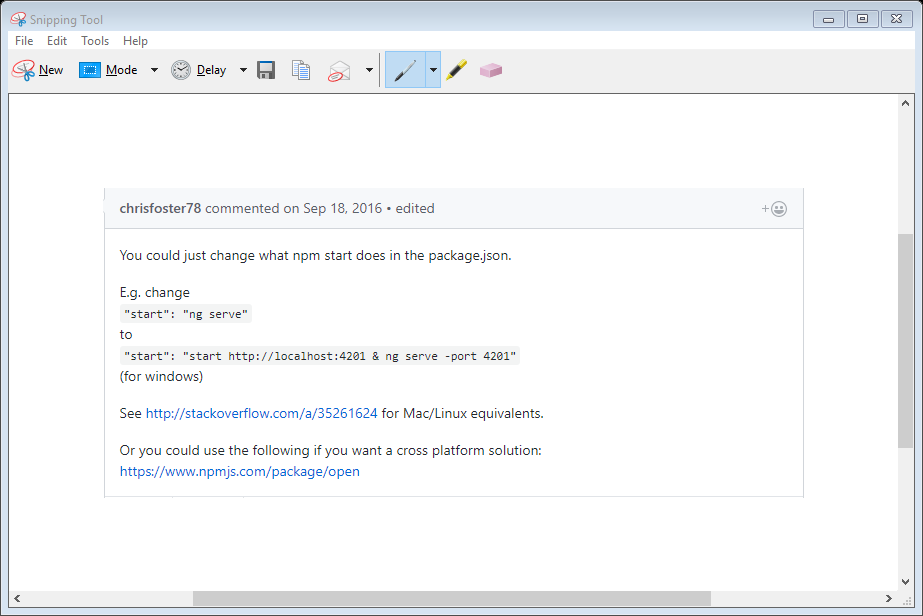 Snipping Tool
File Edit Tools Help
New Mode Delay
chrisfoster78 commented on Sep 18, 2016 • edited
You could just change what npm start does in the package.json.
E.g. change
"start": "ng serve"
to
"start": "start http://localhost:4201 & ng serve -port 4201"
(for windows)
See http://stackoverflow.com/a/35261624 for Mac/Linux equivalents.
Or you could use the following if you want a cross platform solution:
https://www.npmjs.com/package/open